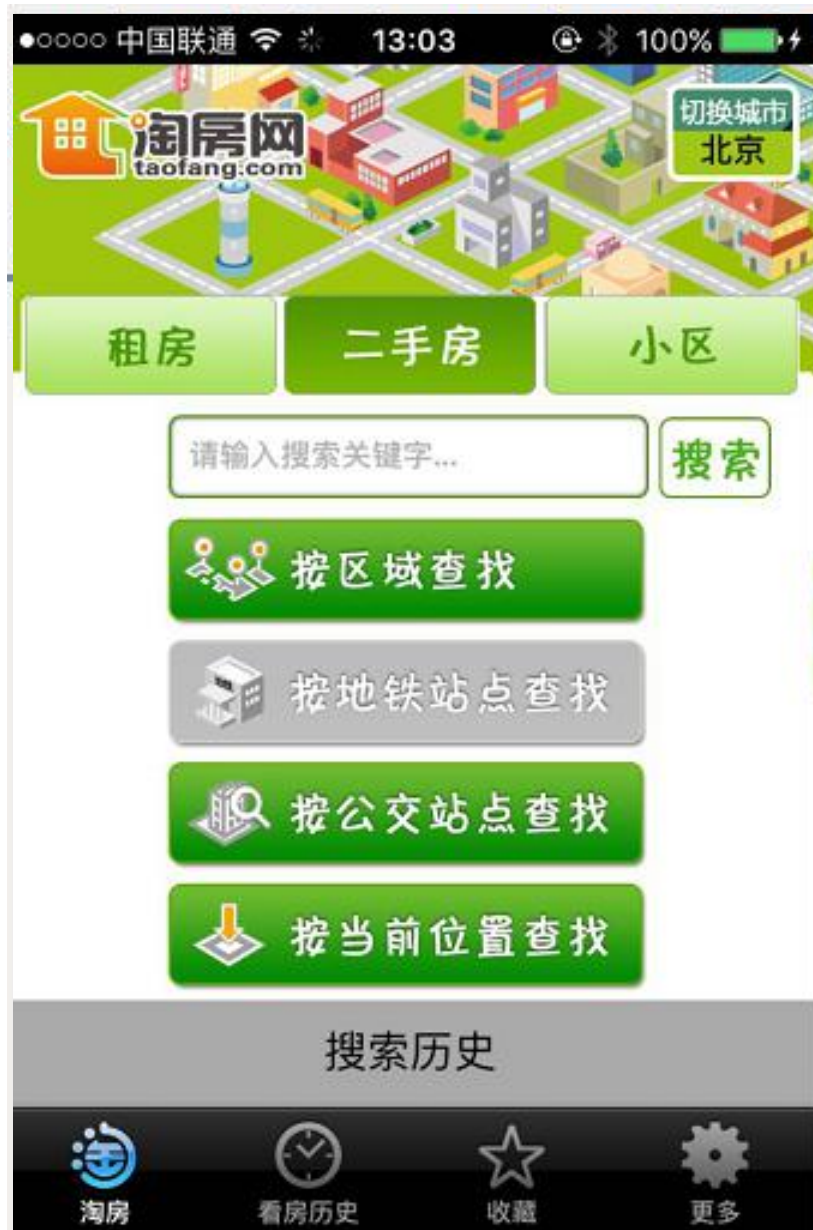 中国联通 13:03 100%
淘房网
taofang.com
切换城市
北京
租房 二手房 小区
请输入搜索关键字... 搜索
按区域查找
按地铁站点查找
按公交站点查找
按当前位置查找
搜索历史
淘房 看房历史 收藏 更多